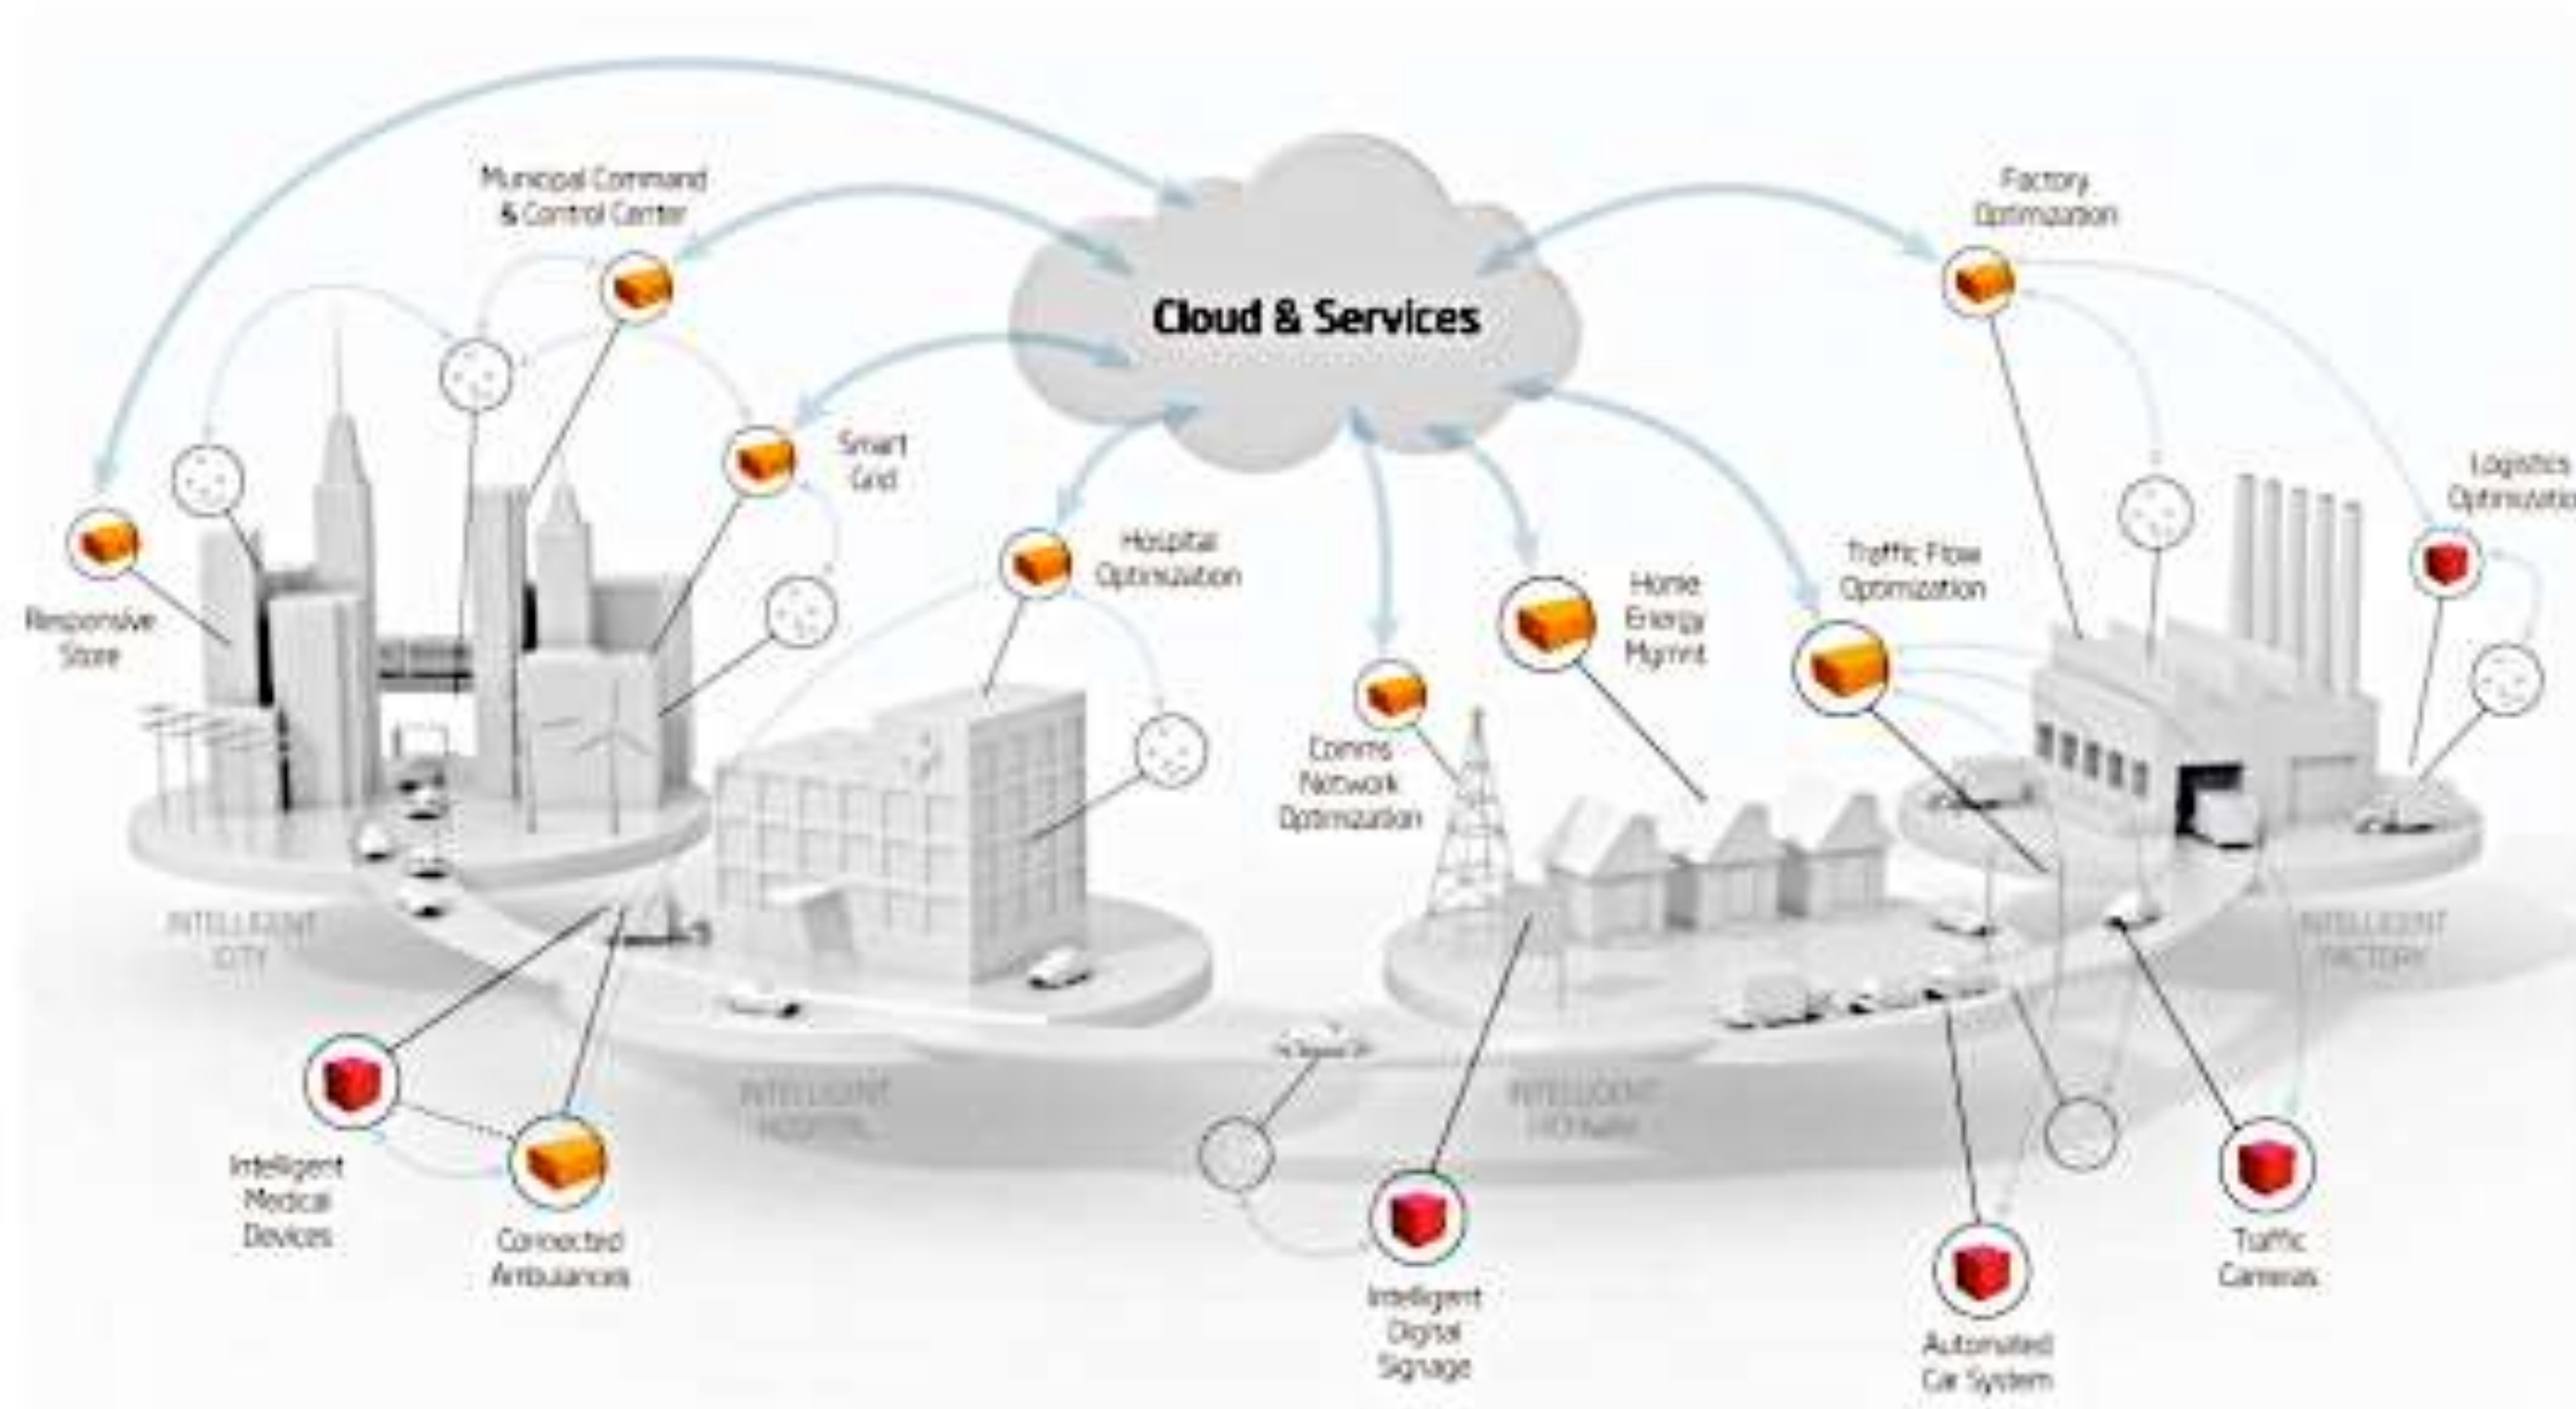 Municipal Command
& Control Center
Factory
Optimization
Cloud & Services
Smart
Grid
Logistics
Hospital
Optimization
Traffic Flow
Optimization
Home
Energy
Mgmnt
Responsive
Store
Comms
Network
Optimization
INTELLIGENT
CITY
INTELLIGENT
FACTORY
INTELLIGENT
HOSPITAL
INTELLIGENT
Intelligent
Medical
Devices
Connected
Ambulances
Intelligent
Digital
Signage
Traffic
Cameras
Automated
Car System